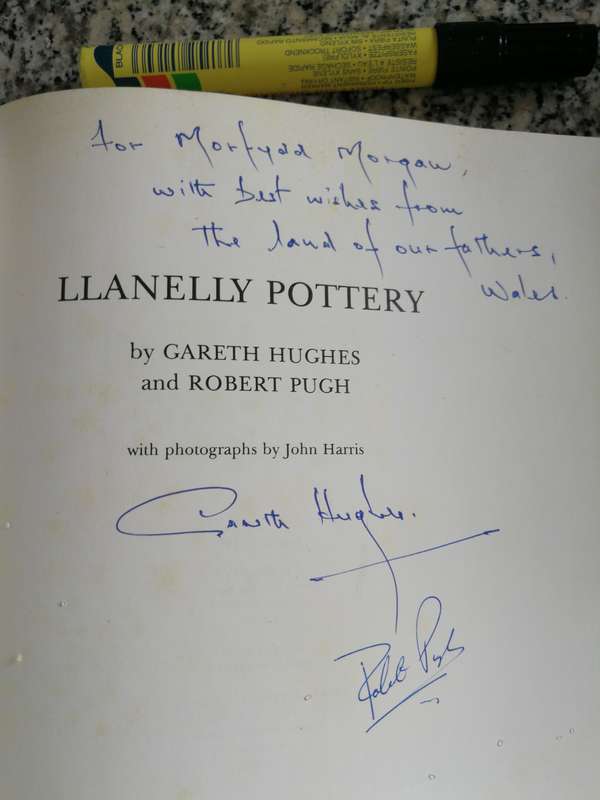 BLACK
For Morfydd Morgan,
with best wishes from
the land of our fathers,
Wales.
LLANELLY POTTERY
by GARETH HUGHES
and ROBERT PUGH
with photographs by John Harris
Gareth Hughes.
Robert Pugh